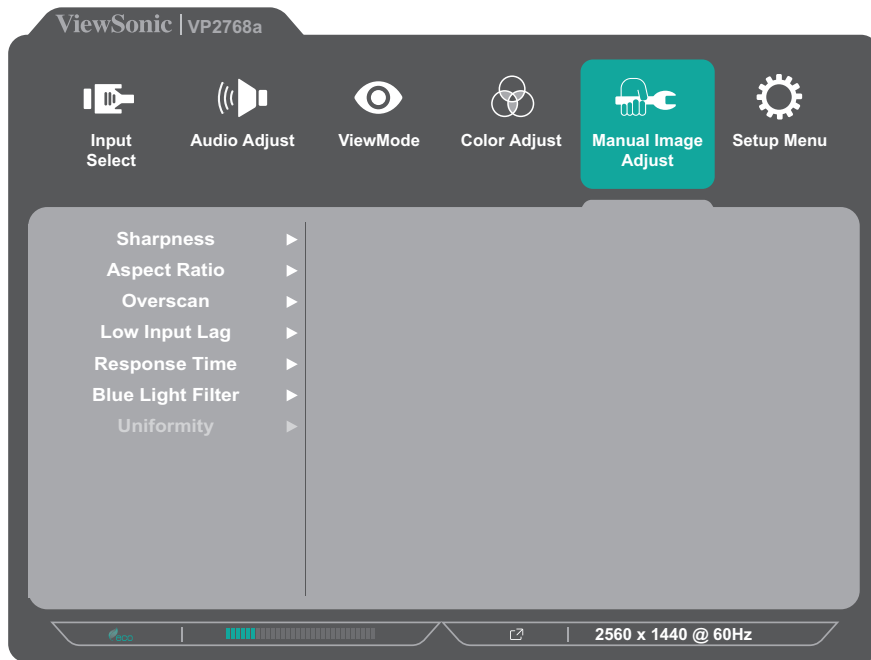 ViewSonic | VP2768a
Input Select
Audio Adjust
ViewMode
Color Adjust
Manual Image Adjust
Setup Menu
Sharpness
Aspect Ratio
Overscan
Low Input Lag
Response Time
Blue Light Filter
Uniformity
eco
2560 x 1440 @ 60Hz